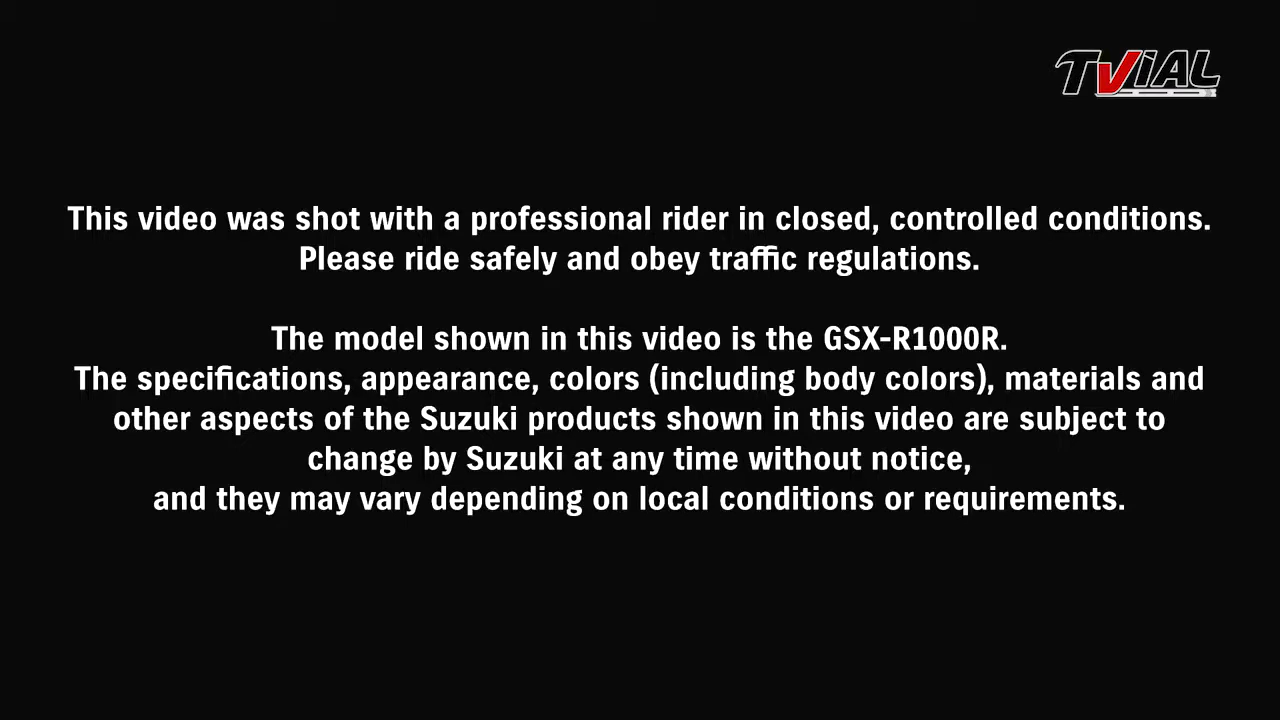 TVIAL
This video was shot with a professional rider in closed, controlled conditions.
Please ride safely and obey traffic regulations.
The model shown in this video is the GSX-R1000R.
The specifications, appearance, colors (including body colors), materials and
other aspects of the Suzuki products shown in this video are subject to
change by Suzuki at any time without notice,
and they may vary depending on local conditions or requirements.